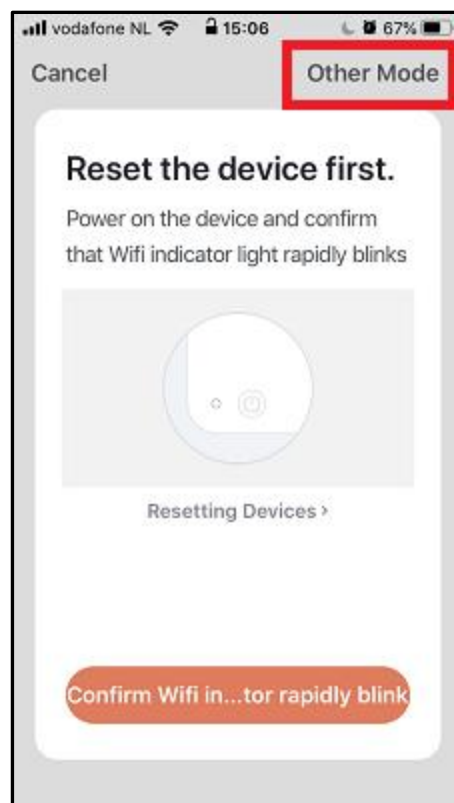 vodafone NL 15:06 67%
Cancel Other Mode
Reset the device first.
Power on the device and confirm
that Wifi indicator light rapidly blinks
Resetting Devices >
Confirm Wifi in...tor rapidly blink